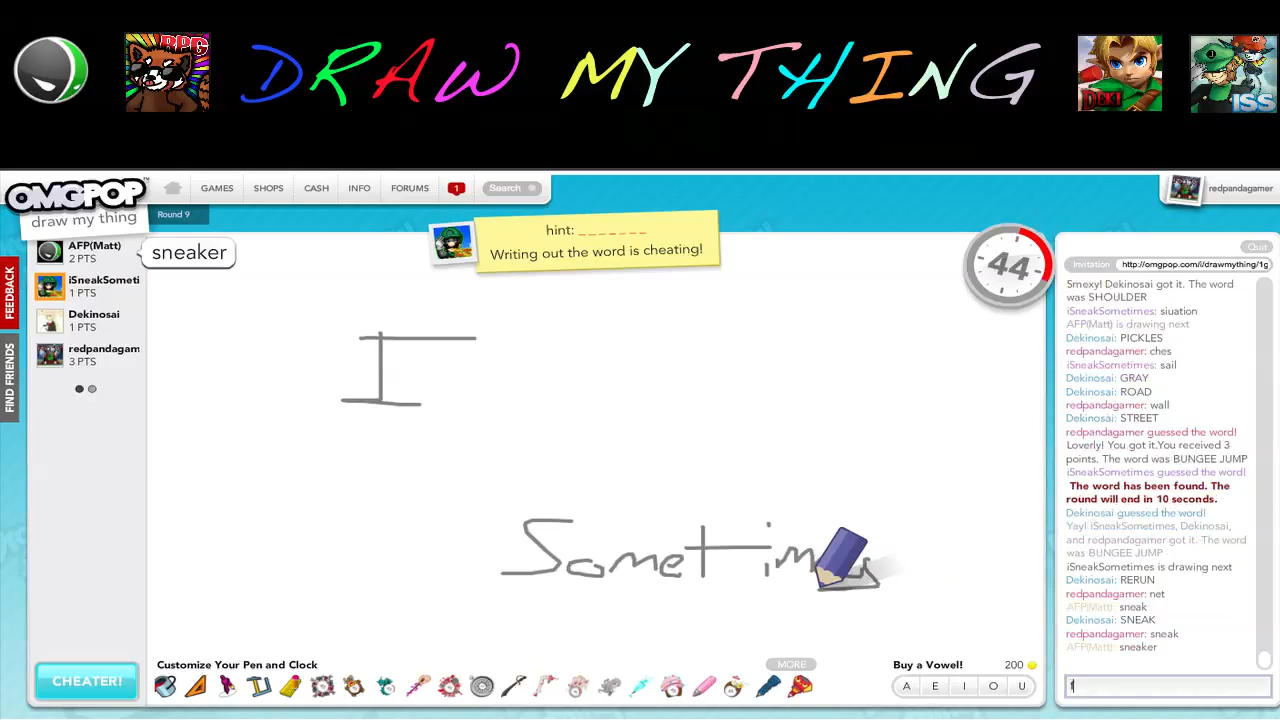 RPG
DRAW MY THING
DEKI
ISS
OMGPOP™
GAMES SHOPS CASH INFO FORUMS 1 Search
redpandagamer
draw my thing
Round 9
hint: _ _ _ _ _ _ _
Writing out the word is cheating!
44
FEEDBACK
FIND FRIENDS
AFP(Matt)
2 PTS
sneaker
iSneakSometi
1 PTS
Dekinosai
1 PTS
redpandagam
3 PTS
I
Sometim
CHEATER!
Customize Your Pen and Clock
MORE
Buy a Vowel! 200
A E I O U
Quit
Invitation http://omgpop.com/i/drawmything/1g
Smexy! Dekinosai got it. The word
was SHOULDER
iSneakSometimes: siuation
AFP(Matt) is drawing next
Dekinosai: PICKLES
redpandagamer: ches
iSneakSometimes: sail
Dekinosai: GRAY
Dekinosai: ROAD
redpandagamer: wall
Dekinosai: STREET
redpandagamer guessed the word!
Loverly! You got it.You received 3
points. The word was BUNGEE JUMP
iSneakSometimes guessed the word!
The word has been found. The
round will end in 10 seconds.
Dekinosai guessed the word!
Yay! iSneakSometimes, Dekinosai,
and redpandagamer got it. The word
was BUNGEE JUMP
iSneakSometimes is drawing next
Dekinosai: RERUN
redpandagamer: net
AFP(Matt): sneak
Dekinosai: SNEAK
redpandagamer: sneak
AFP(Matt): sneaker